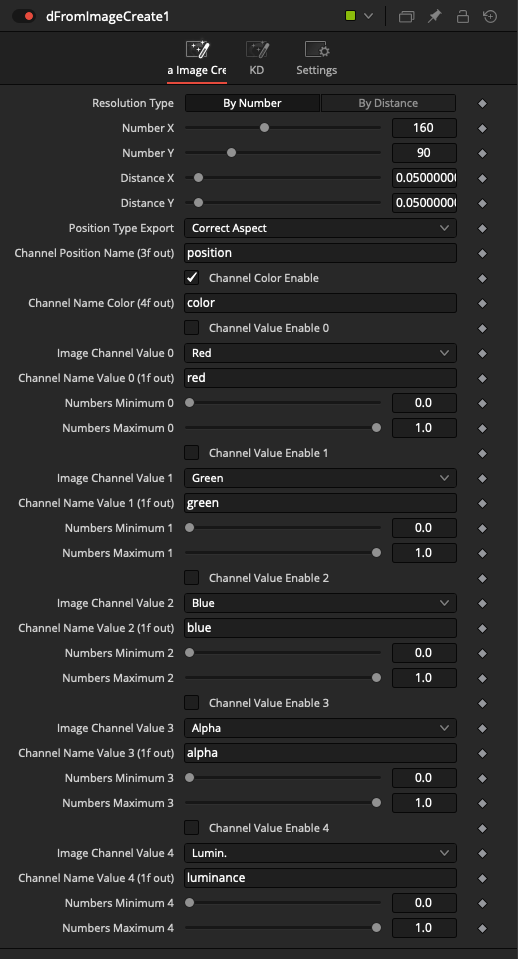 dFromImageCreate1
a Image Cre KD Settings
Resolution Type By Number By Distance
Number X 160
Number Y 90
Distance X 0.0500000
Distance Y 0.0500000
Position Type Export Correct Aspect
Channel Position Name (3f out) position
Channel Color Enable
Channel Name Color (4f out) color
Channel Value Enable 0
Image Channel Value 0 Red
Channel Name Value 0 (1f out) red
Numbers Minimum 0 0.0
Numbers Maximum 0 1.0
Channel Value Enable 1
Image Channel Value 1 Green
Channel Name Value 1 (1f out) green
Numbers Minimum 1 0.0
Numbers Maximum 1 1.0
Channel Value Enable 2
Image Channel Value 2 Blue
Channel Name Value 2 (1f out) blue
Numbers Minimum 2 0.0
Numbers Maximum 2 1.0
Channel Value Enable 3
Image Channel Value 3 Alpha
Channel Name Value 3 (1f out) alpha
Numbers Minimum 3 0.0
Numbers Maximum 3 1.0
Channel Value Enable 4
Image Channel Value 4 Lumin.
Channel Name Value 4 (1f out) luminance
Numbers Minimum 4 0.0
Numbers Maximum 4 1.0